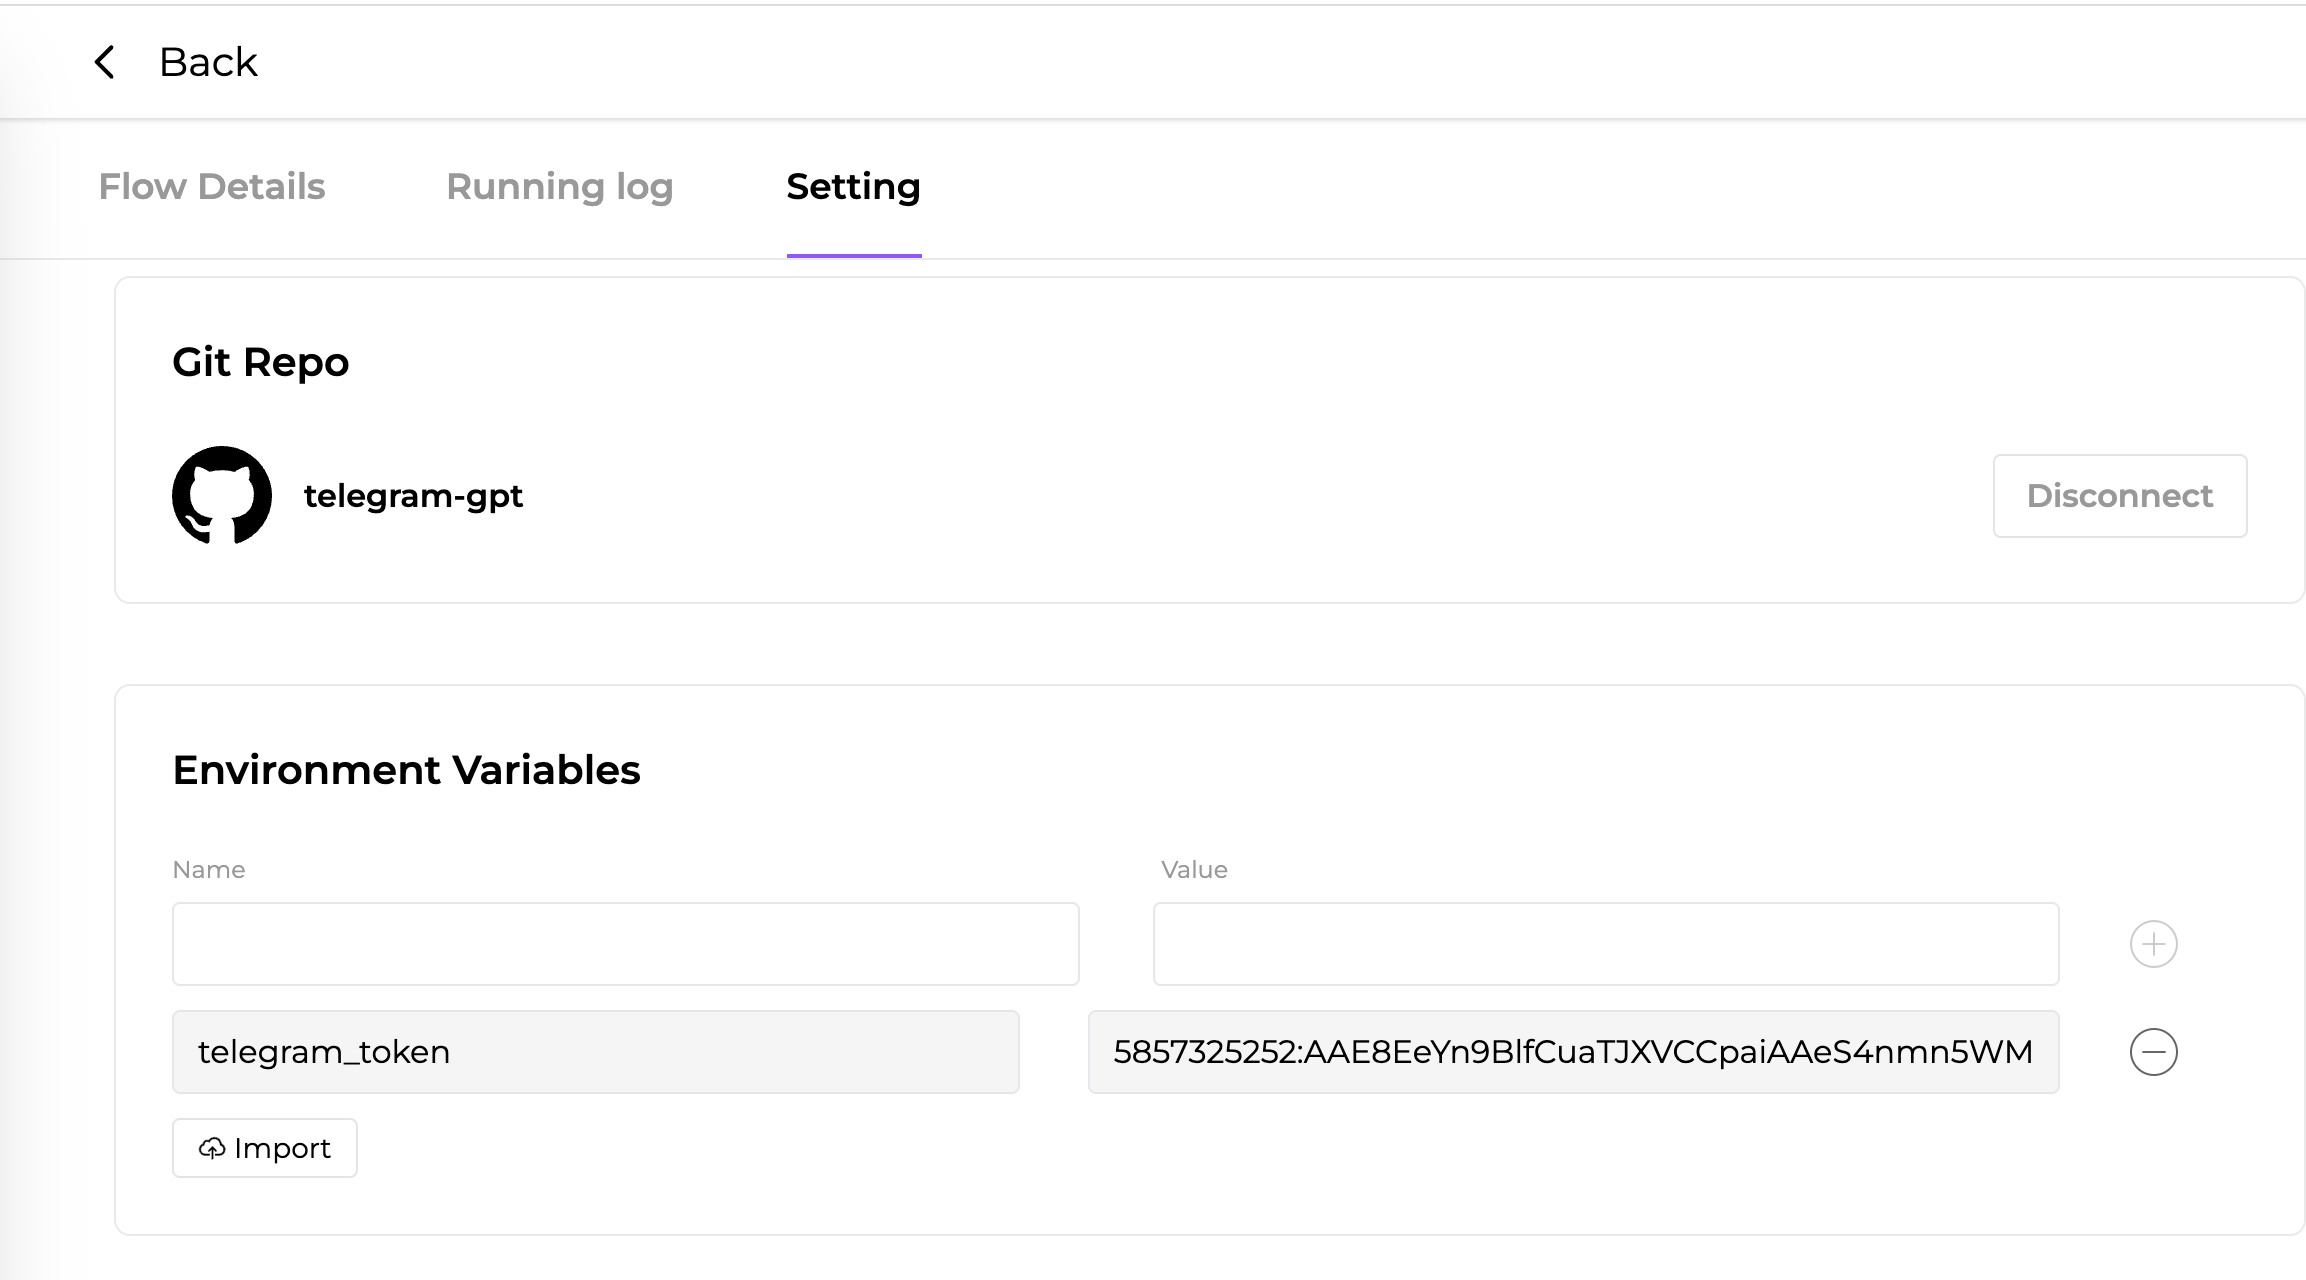 Back
Flow Details Running log Setting
Git Repo
telegram-gpt Disconnect
Environment Variables
Name Value
telegram_token 5857325252:AAE8EeYn9BlfCuaTJXVCCpaiAAeS4nmn5WM
Import